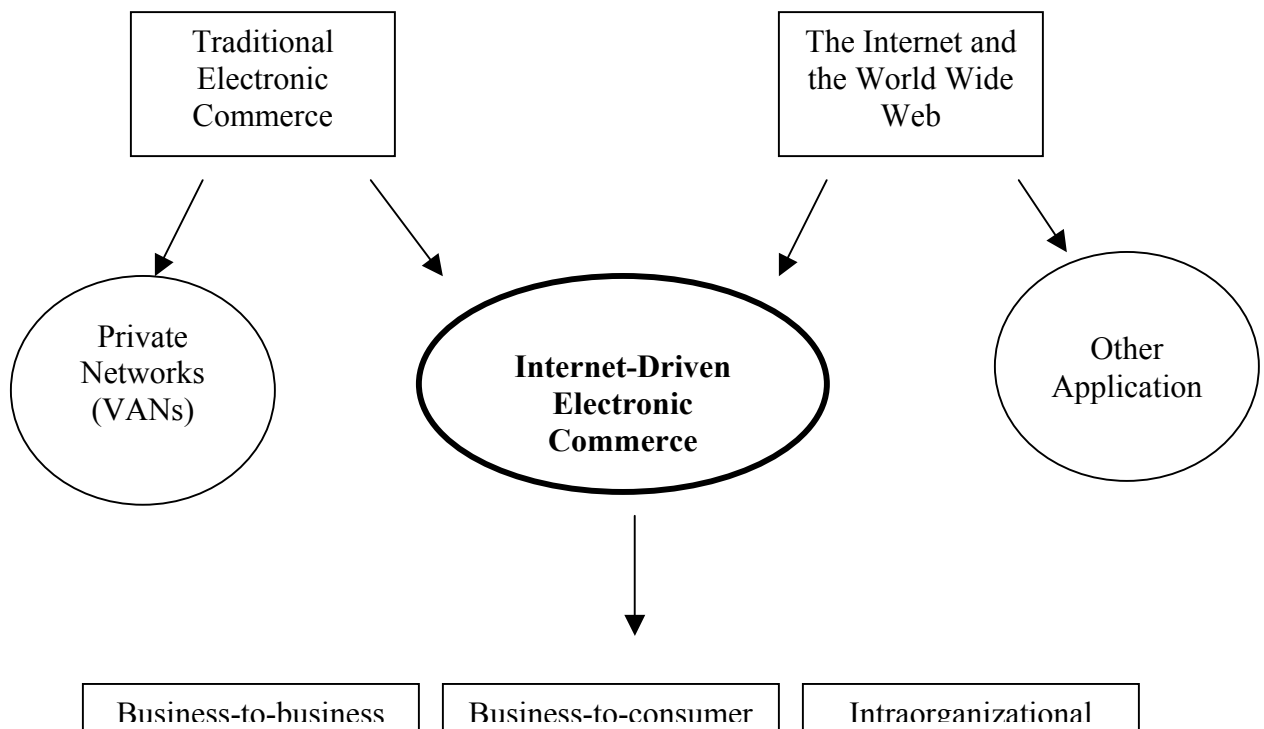 Traditional
Electronic
Commerce
The Internet and
the World Wide
Web
Private
Networks
(VANs)
Internet-Driven
Electronic
Commerce
Other
Application
Business-to-business
Business-to-consumer
Intraorganizational